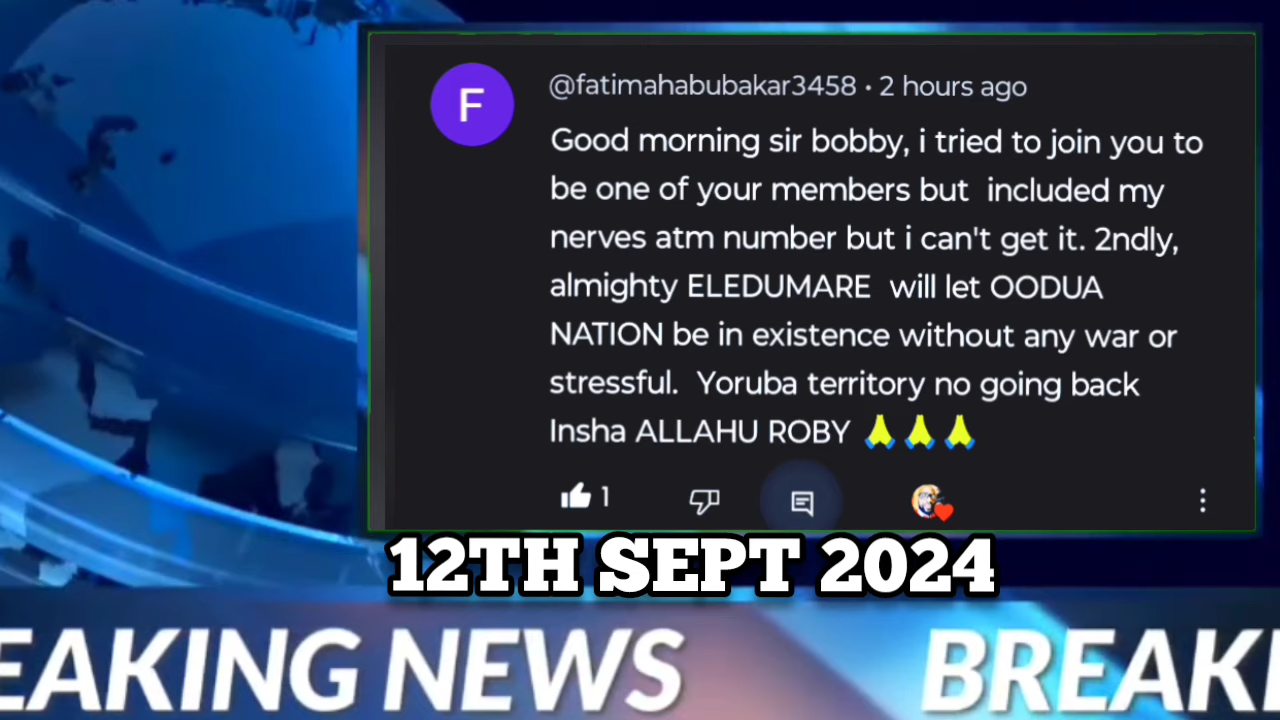 F
@fatimahabubakar3458 • 2 hours ago
Good morning sir bobby, i tried to join you to
be one of your members but included my
nerves atm number but i can't get it. 2ndly,
almighty ELEDUMARE will let OODUA
NATION be in existence without any war or
stressful. Yoruba territory no going back
Insha ALLAHU ROBY 🙏🙏🙏
1
12TH SEPT 2024
EAKING NEWS BREAKI